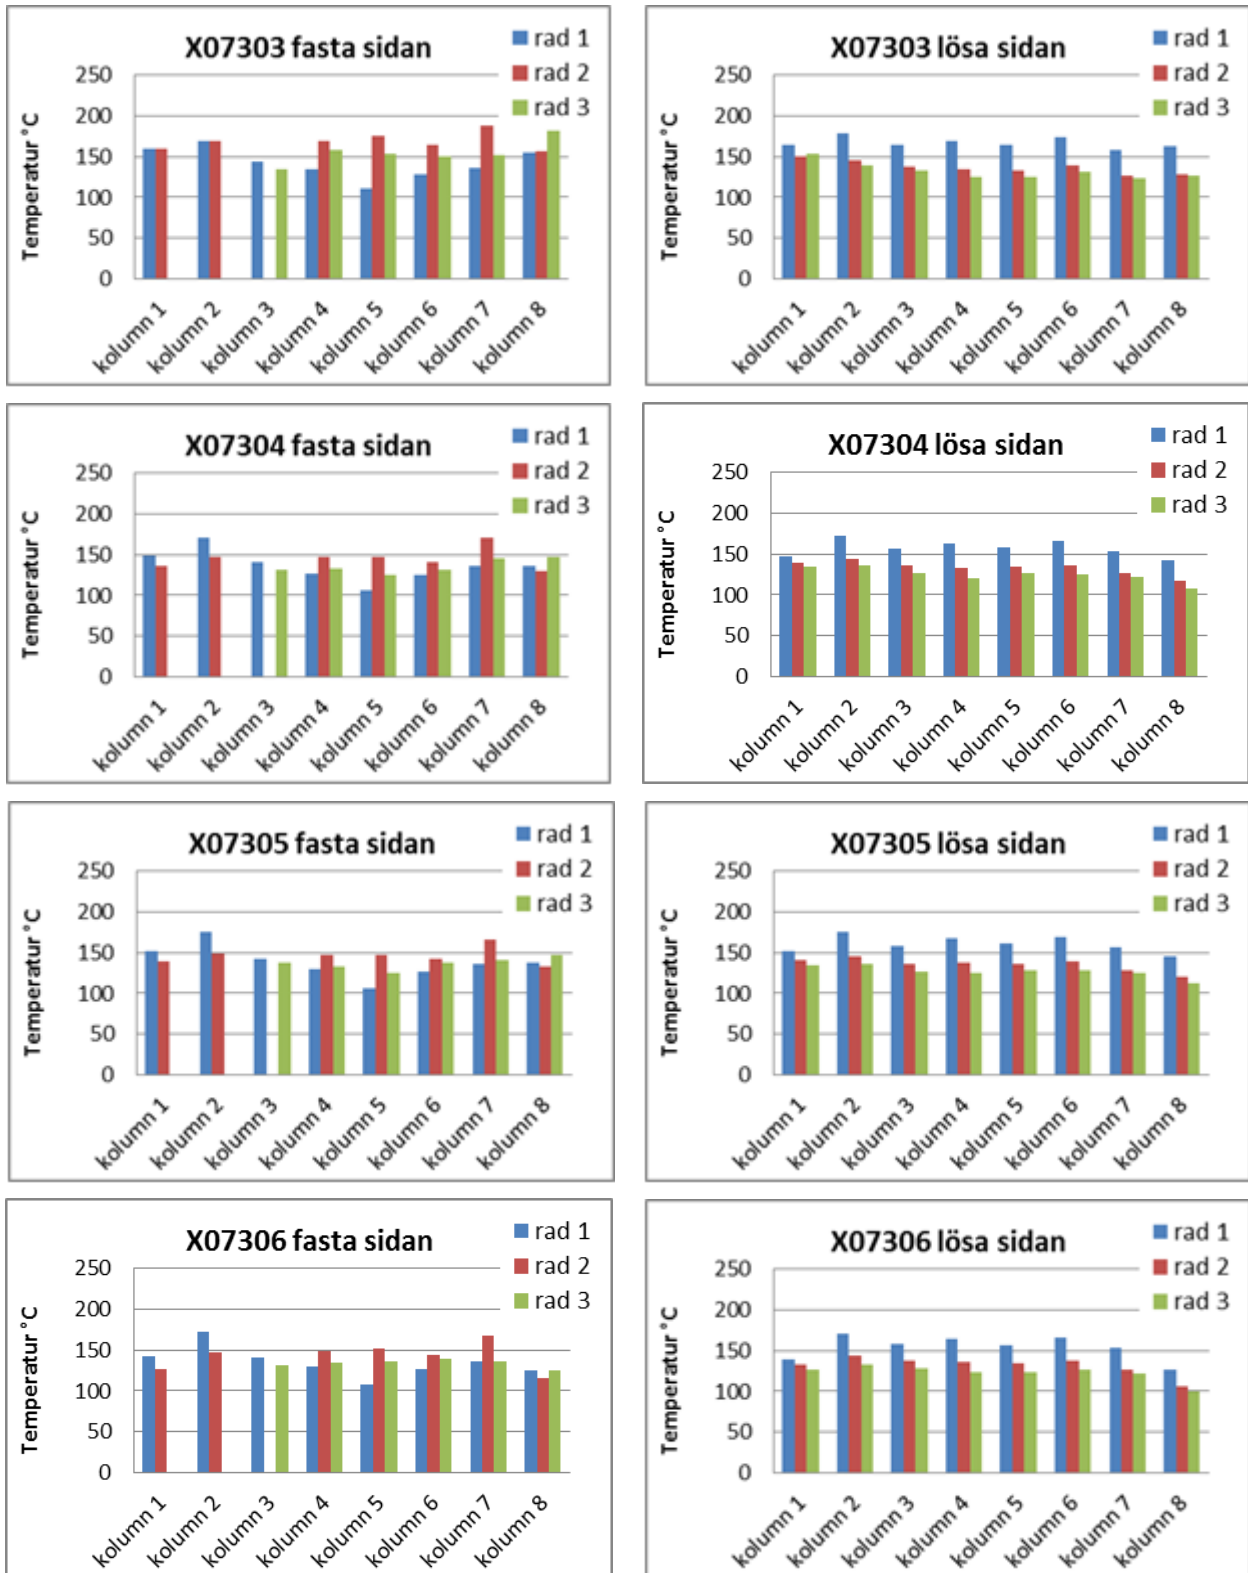 X07303 fasta sidan
rad 1
rad 2
rad 3
Temperatur °C
250
200
150
100
50
0
kolumn 1
kolumn 2
kolumn 3
kolumn 4
kolumn 5
kolumn 6
kolumn 7
kolumn 8
X07303 lösa sidan
rad 1
rad 2
rad 3
Temperatur °C
250
200
150
100
50
0
kolumn 1
kolumn 2
kolumn 3
kolumn 4
kolumn 5
kolumn 6
kolumn 7
kolumn 8
X07304 fasta sidan
rad 1
rad 2
rad 3
Temperatur °C
250
200
150
100
50
0
kolumn 1
kolumn 2
kolumn 3
kolumn 4
kolumn 5
kolumn 6
kolumn 7
kolumn 8
X07304 lösa sidan
rad 1
rad 2
rad 3
Temperatur °C
250
200
150
100
50
0
kolumn 1
kolumn 2
kolumn 3
kolumn 4
kolumn 5
kolumn 6
kolumn 7
kolumn 8
X07305 fasta sidan
rad 1
rad 2
rad 3
Temperatur °C
250
200
150
100
50
0
kolumn 1
kolumn 2
kolumn 3
kolumn 4
kolumn 5
kolumn 6
kolumn 7
kolumn 8
X07305 lösa sidan
rad 1
rad 2
rad 3
Temperatur °C
250
200
150
100
50
0
kolumn 1
kolumn 2
kolumn 3
kolumn 4
kolumn 5
kolumn 6
kolumn 7
kolumn 8
X07306 fasta sidan
rad 1
rad 2
rad 3
Temperatur °C
250
200
150
100
50
0
kolumn 1
kolumn 2
kolumn 3
kolumn 4
kolumn 5
kolumn 6
kolumn 7
kolumn 8
X07306 lösa sidan
rad 1
rad 2
rad 3
Temperatur °C
250
200
150
100
50
0
kolumn 1
kolumn 2
kolumn 3
kolumn 4
kolumn 5
kolumn 6
kolumn 7
kolumn 8